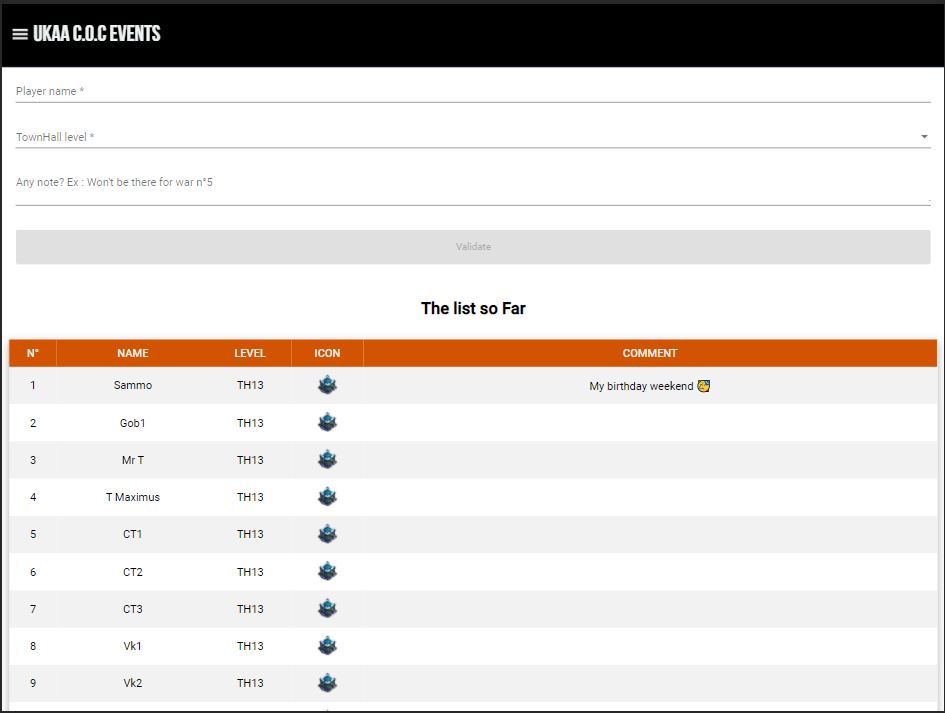 UKAA C.O.C EVENTS
Player name *
TownHall level *
Any note? Ex : Won't be there for war n°5
Validate
The list so Far
N° NAME LEVEL ICON COMMENT
1 Sammo TH13 My birthday weekend 🥳
2 Gob1 TH13
3 Mr T TH13
4 T Maximus TH13
5 CT1 TH13
6 CT2 TH13
7 CT3 TH13
8 Vk1 TH13
9 Vk2 TH13